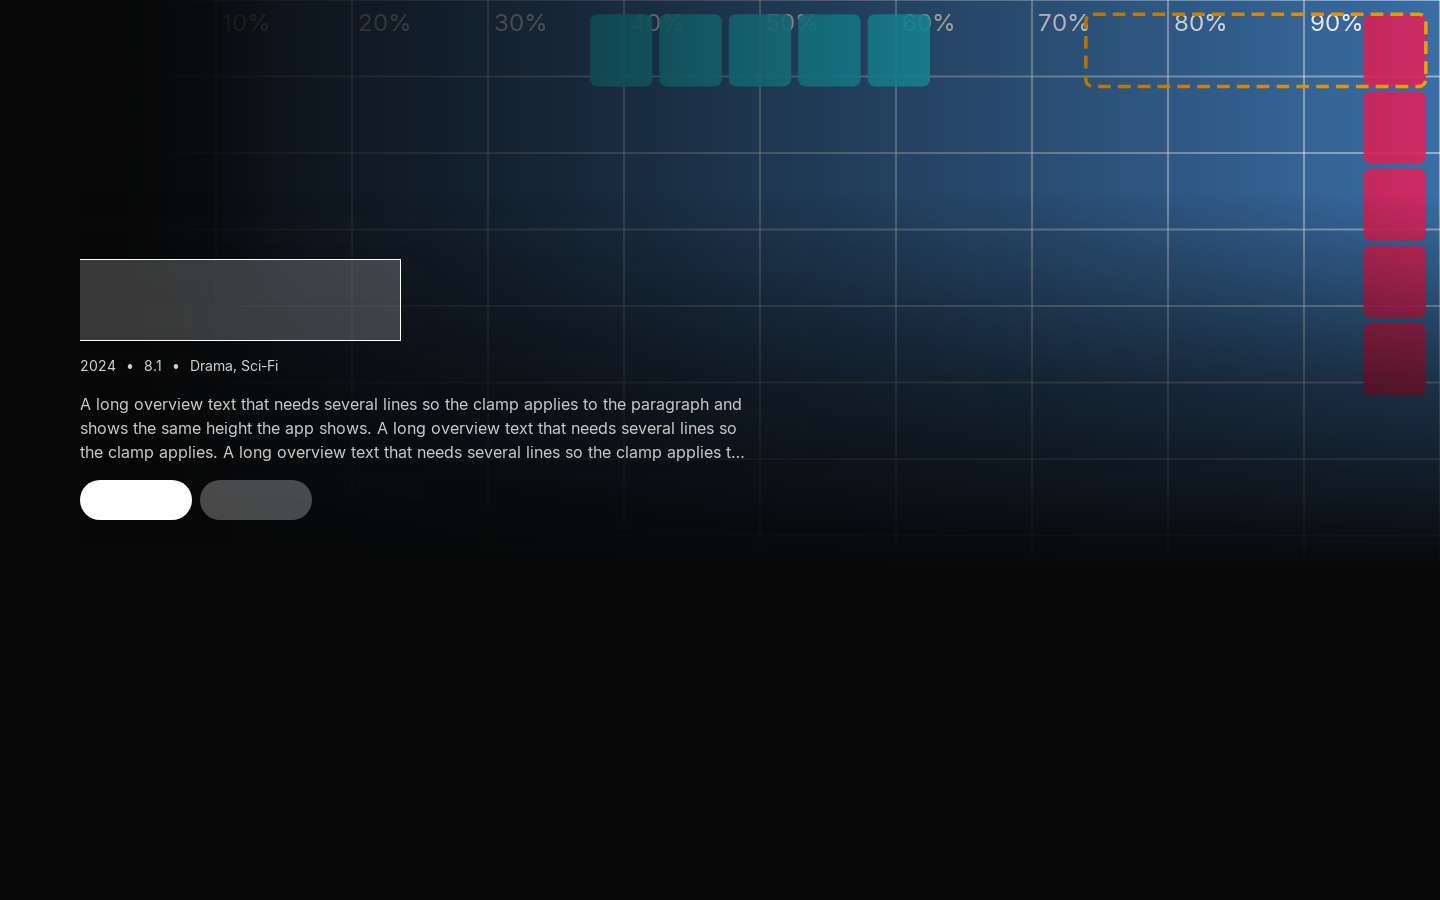 10% 20% 30% 40% 50% 60% 70% 80% 90%
2024 • 8.1 • Drama, Sci-Fi
A long overview text that needs several lines so the clamp applies to the paragraph and
shows the same height the app shows. A long overview text that needs several lines so
the clamp applies. A long overview text that needs several lines so the clamp applies t...